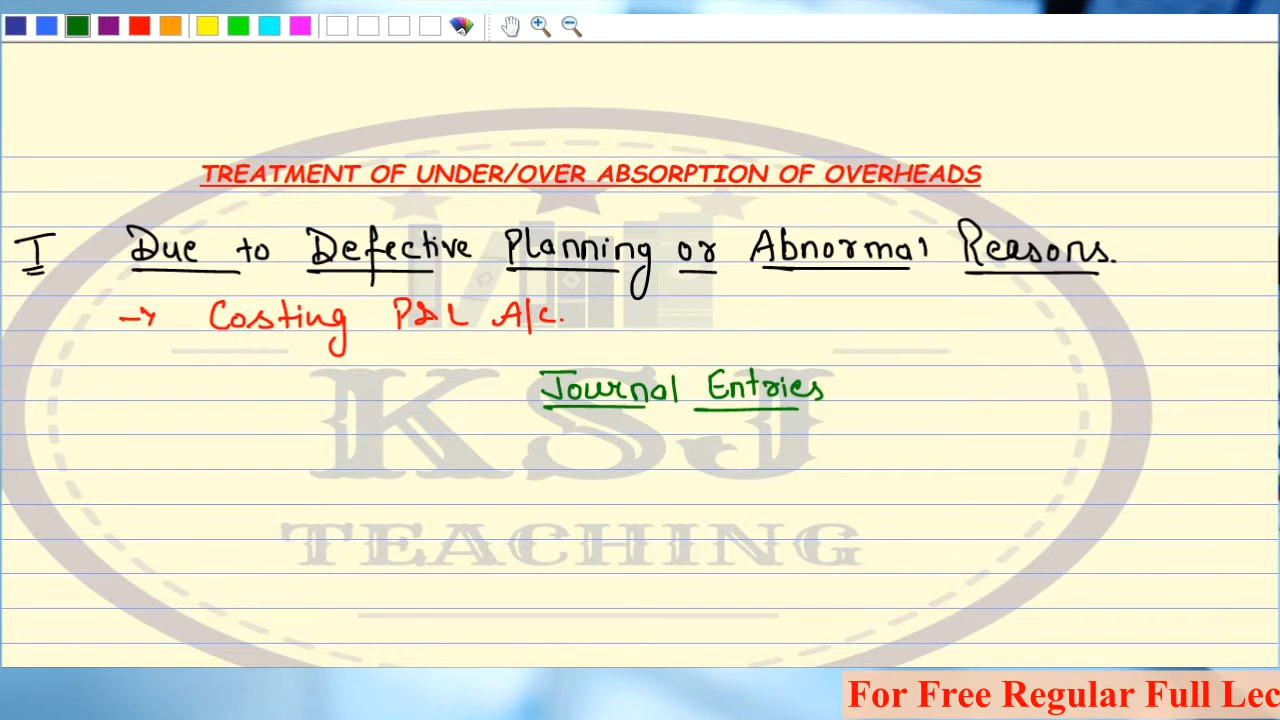 TREATMENT OF UNDER/OVER ABSORPTION OF OVERHEADS
I Due to Defective Planning or Abnormal Reasons.
→ Costing P&L A/c.
Journal Entries
KSJ
TEACHING
For Free Regular Full Lec